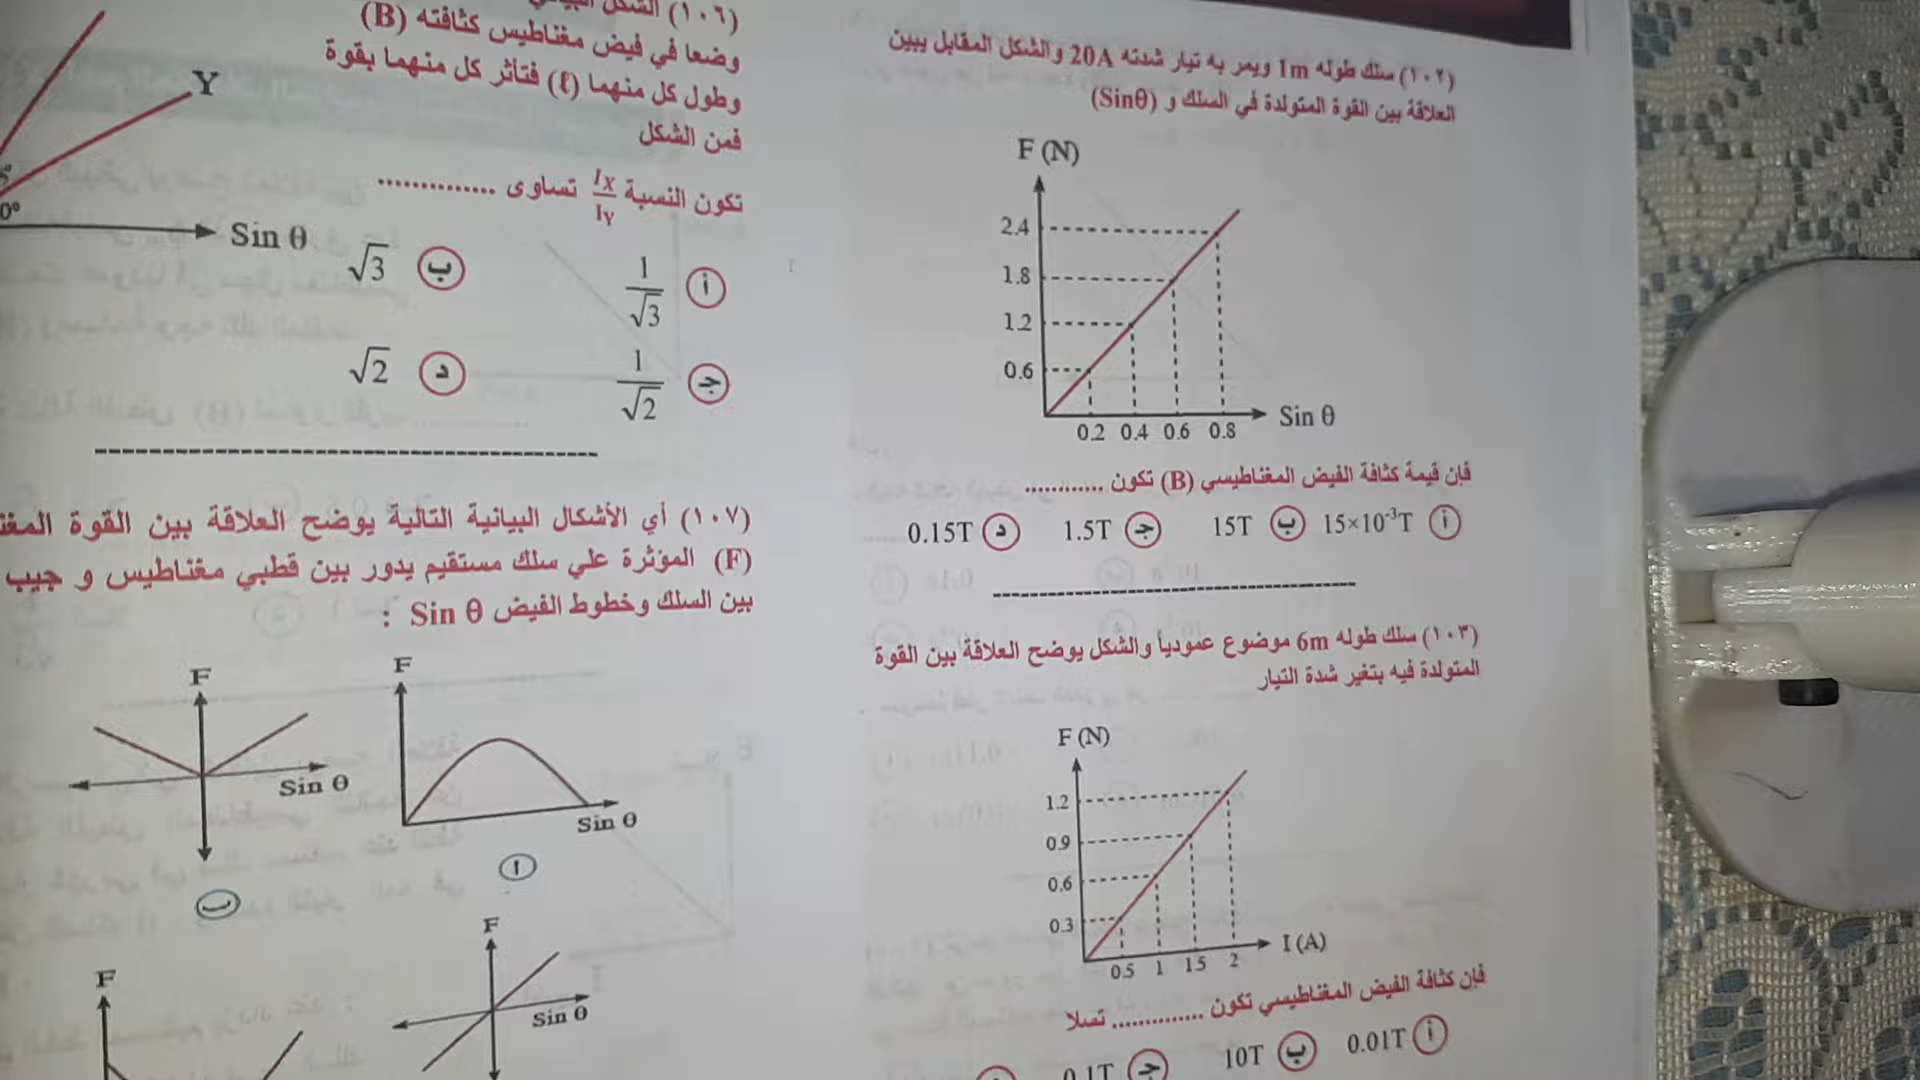 (١٠٢) سلك طوله 1m ويمر به تيار شدته 20A والشكل المقابل يبين
العلاقة بين القوة المتولدة في السلك و (Sinθ)
F (N)
2.4
1.8
1.2
0.6
Sin θ
0.2 0.4 0.6 0.8
فإن قيمة كثافة الفيض المغناطيسي (B) تكون ............
أ 15×10⁻³T ب 15T ج 1.5T د 0.15T
(١٠٣) سلك طوله 6m موضوع عمودياً والشكل يوضح العلاقة بين القوة
المتولدة فيه بتغير شدة التيار
F (N)
1.2
0.9
0.6
0.3
I (A)
0.5 1 1.5 2
فإن كثافة الفيض المغناطيسي تكون .............. تسلا
أ 0.01T ب 10T ج 0.1T
(١٠٦) الشكل
وضعا في فيض مغناطيس كثافته (B)
وطول كل منهما (ℓ) فتأثر كل منهما بقوة
فمن الشكل
تكون النسبة Ix/Iy تساوى ..............
Y
Sin θ
أ 1/√3 ب √3
ج 1/√2 د √2
(١٠٧) أي الأشكال البيانية التالية يوضح العلاقة بين القوة
(F) المؤثرة علي سلك مستقيم يدور بين قطبي مغناطيس و جيب
بين السلك وخطوط الفيض Sin θ :
F
Sin θ
ا
F
Sin θ
ب
F
Sin θ
F